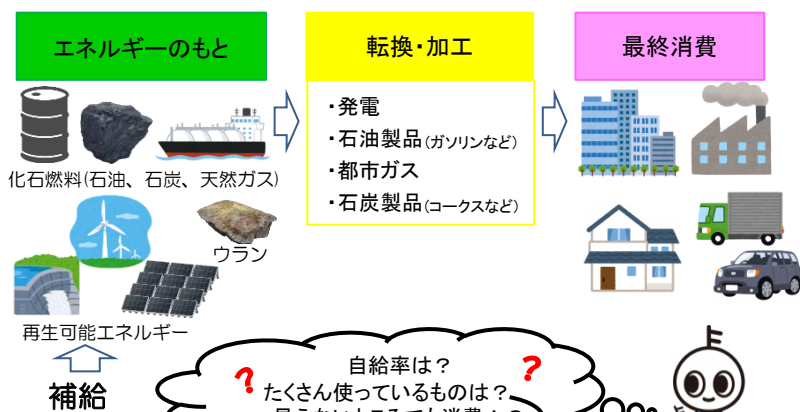 エネルギーのもと
転換・加工
最終消費
・発電
・石油製品(ガソリンなど)
・都市ガス
・石炭製品(コークスなど)
化石燃料(石油、石炭、天然ガス)
ウラン
再生可能エネルギー
補給
? 自給率は? ?
たくさん使っているものは?